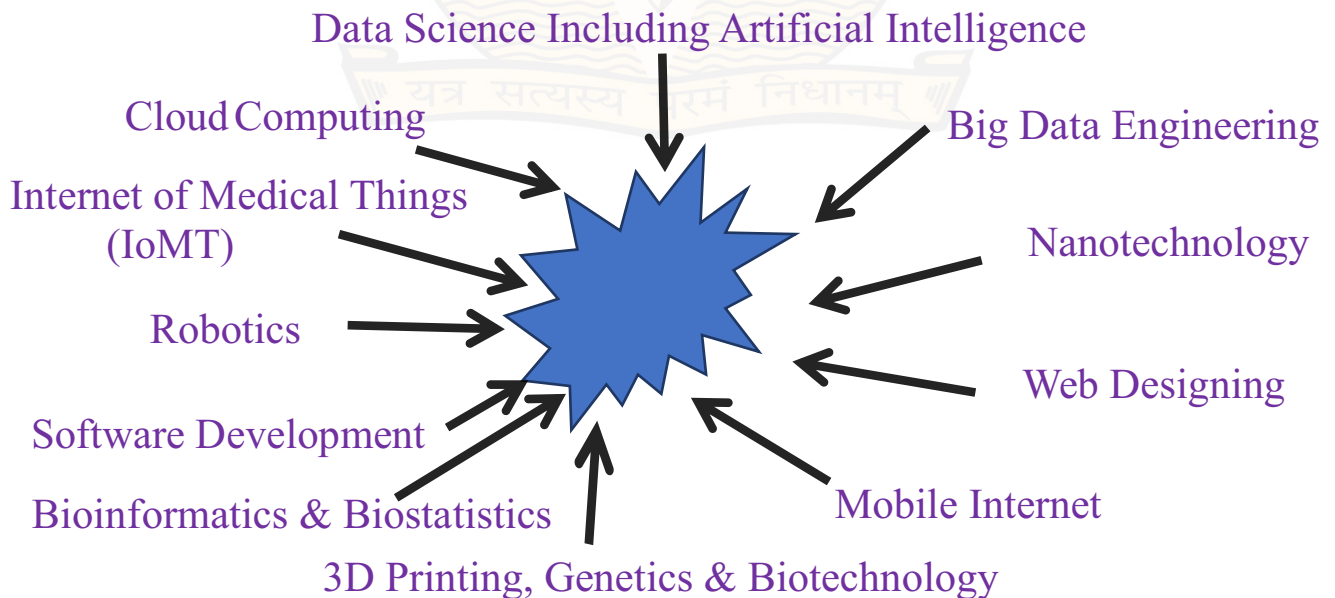 Data Science Including Artificial Intelligence
यत्र सत्यस्य परमं निधानम्
Cloud Computing
Big Data Engineering
Internet of Medical Things
(IoMT)
Nanotechnology
Robotics
Web Designing
Software Development
Bioinformatics & Biostatistics
Mobile Internet
3D Printing, Genetics & Biotechnology